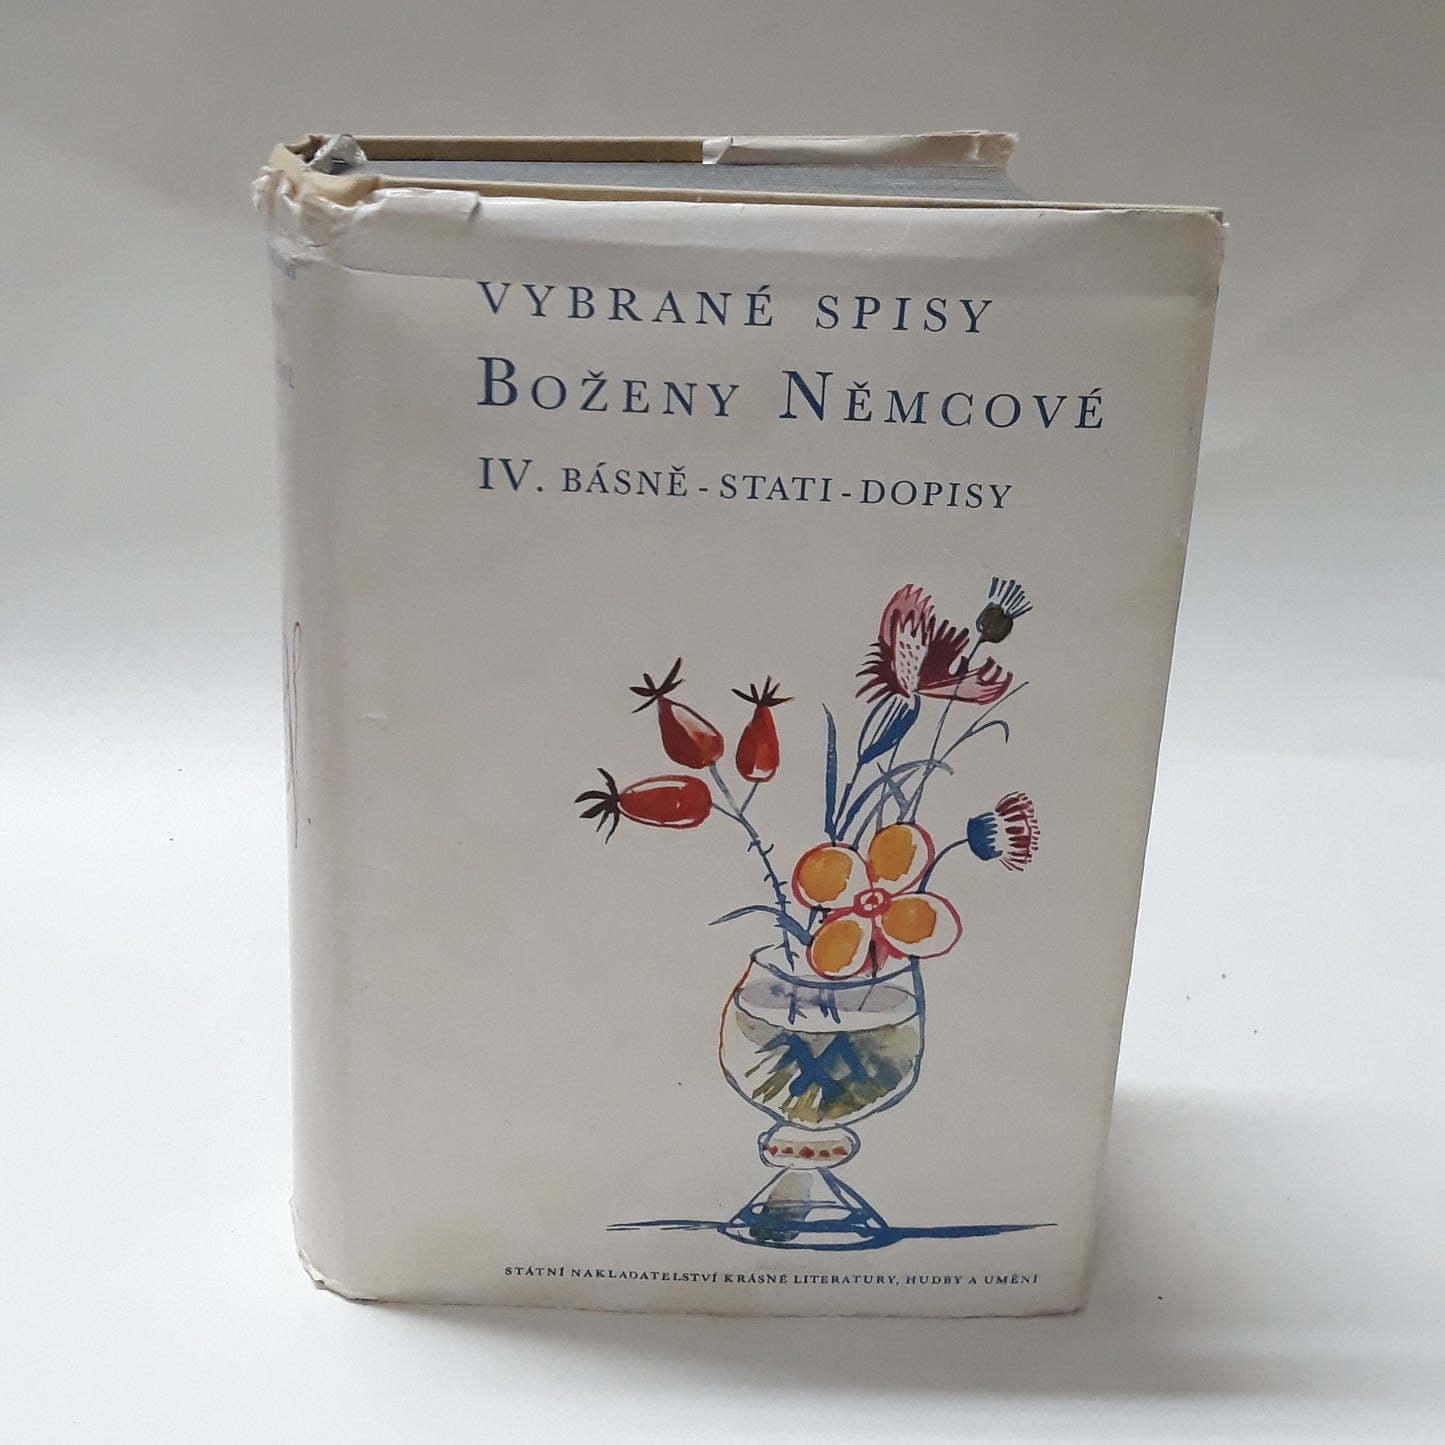 VYBRANÉ SPISY
BOŽENY NĚMCOVÉ
IV. BÁSNĚ - STATI - DOPISY
STÁTNÍ NAKLADATELSTVÍ KRÁSNÉ LITERATURY, HUDBY A UMĚNÍ